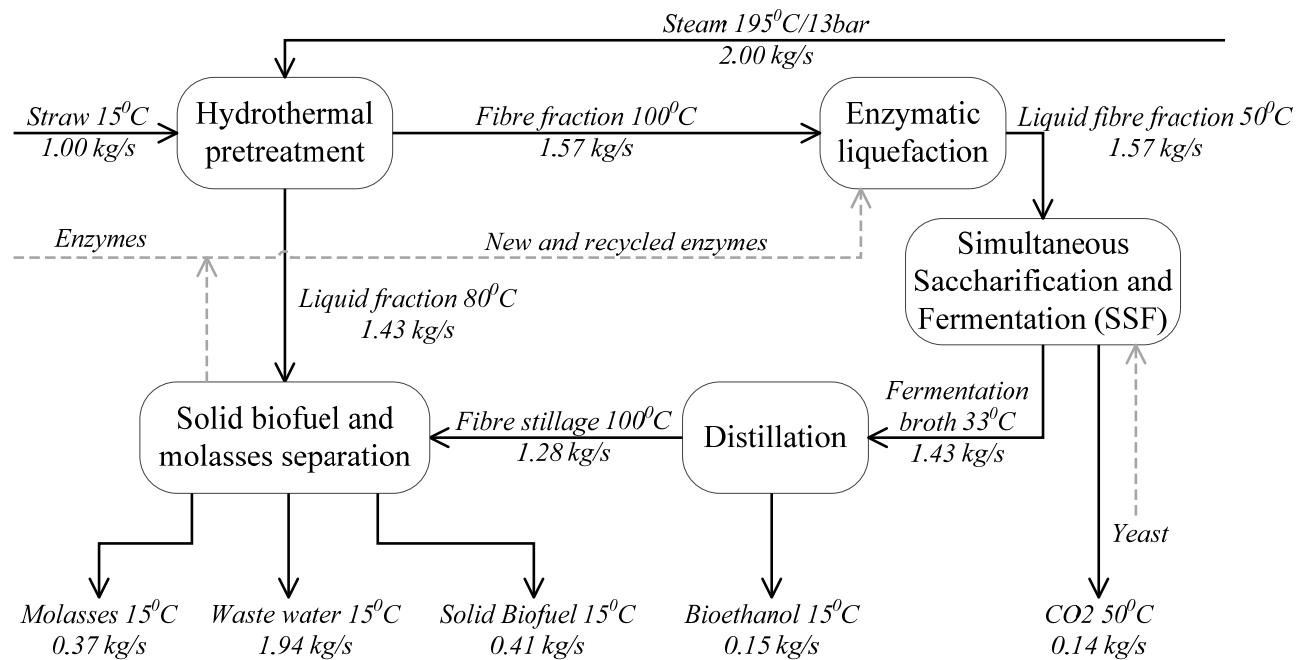 Steam 195⁰C/13bar
2.00 kg/s
Straw 15⁰C
1.00 kg/s
Hydrothermal
pretreatment
Fibre fraction 100⁰C
1.57 kg/s
Enzymatic
liquefaction
Liquid fibre fraction 50⁰C
1.57 kg/s
Enzymes
New and recycled enzymes
Simultaneous
Saccharification and
Fermentation (SSF)
Liquid fraction 80⁰C
1.43 kg/s
Solid biofuel and
molasses separation
Fibre stillage 100⁰C
1.28 kg/s
Distillation
Fermentation
broth 33⁰C
1.43 kg/s
Yeast
Molasses 15⁰C
0.37 kg/s
Waste water 15⁰C
1.94 kg/s
Solid Biofuel 15⁰C
0.41 kg/s
Bioethanol 15⁰C
0.15 kg/s
CO2 50⁰C
0.14 kg/s